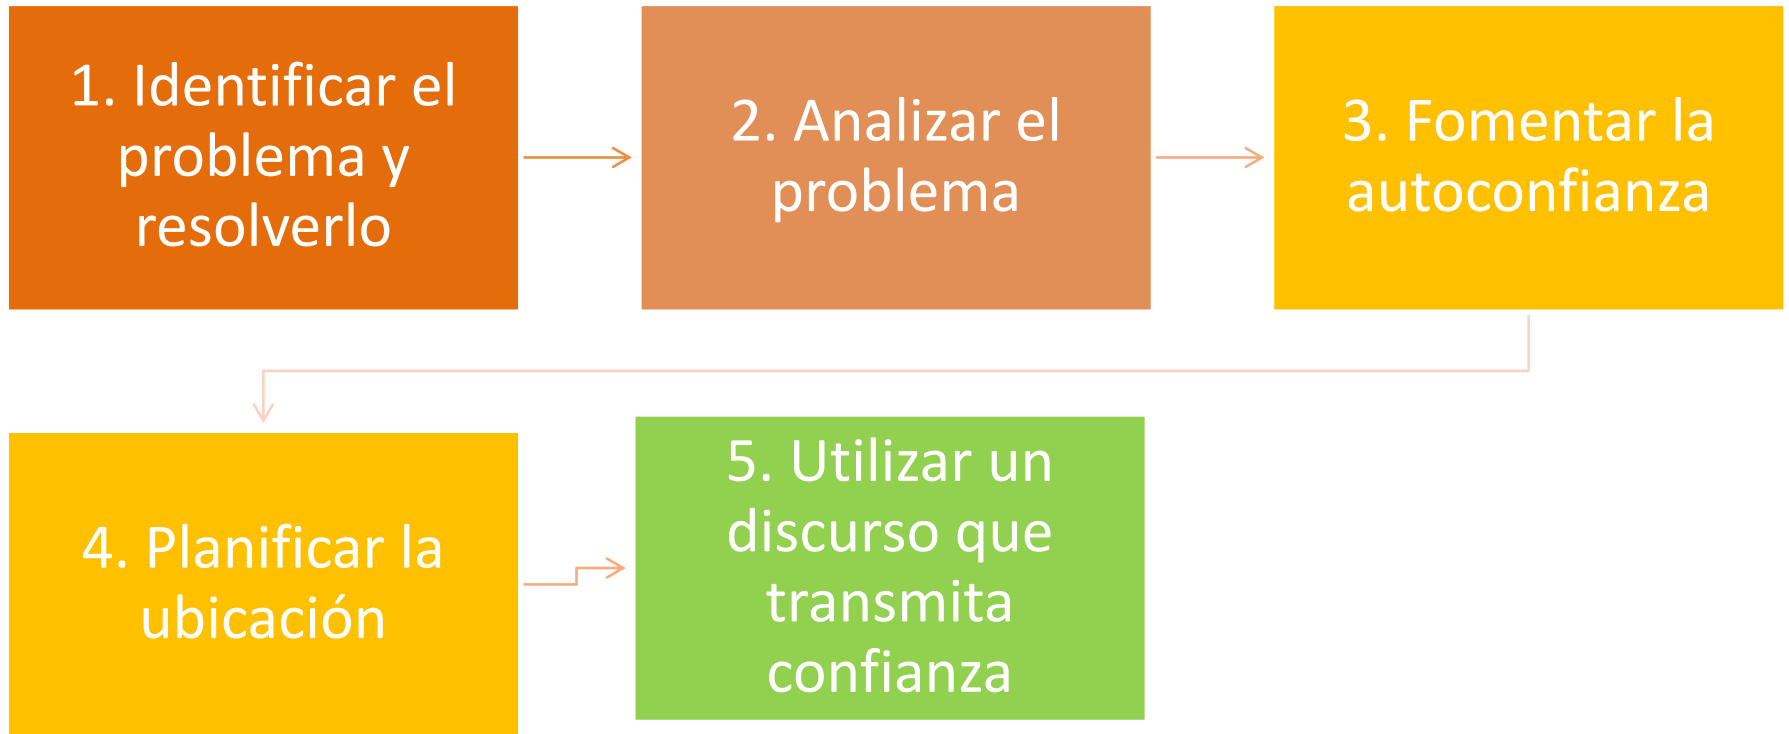 1. Identificar el
problema y
resolverlo
2. Analizar el
problema
3. Fomentar la
autoconfianza
4. Planificar la
ubicación
5. Utilizar un
discurso que
transmita
confianza